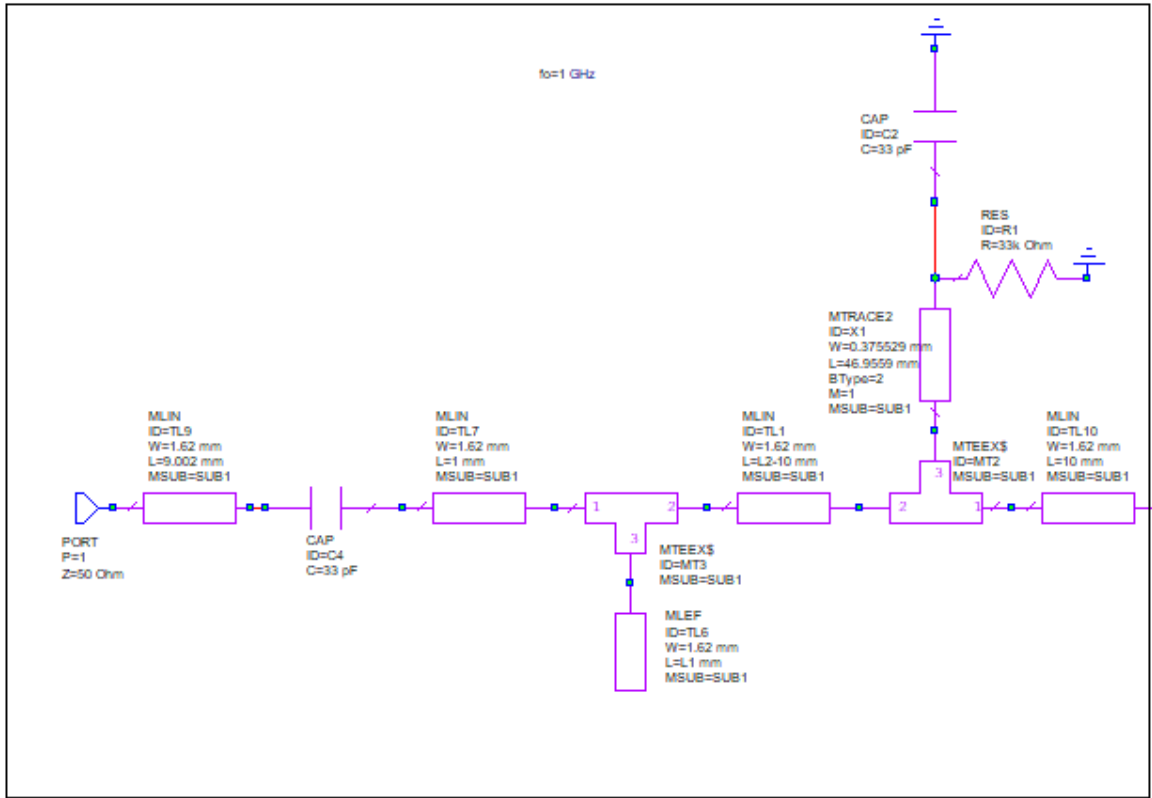 fo=1 GHz
CAP
ID=C2
C=33 pF
RES
ID=R1
R=33k Ohm
MTRACE2
ID=X1
W=0.375529 mm
L=46.9559 mm
BType=2
M=1
MSUB=SUB1
MLIN
ID=TL9
W=1.62 mm
L=9.002 mm
MSUB=SUB1
MLIN
ID=TL7
W=1.62 mm
L=1 mm
MSUB=SUB1
MLIN
ID=TL1
W=1.62 mm
L=L2-10 mm
MSUB=SUB1
MTEEX$
ID=MT2
MSUB=SUB1
MLIN
ID=TL10
W=1.62 mm
L=10 mm
MSUB=SUB1
3
1
2
2
1
3
PORT
P=1
Z=50 Ohm
CAP
ID=C4
C=33 pF
MTEEX$
ID=MT3
MSUB=SUB1
MLEF
ID=TL6
W=1.62 mm
L=L1 mm
MSUB=SUB1